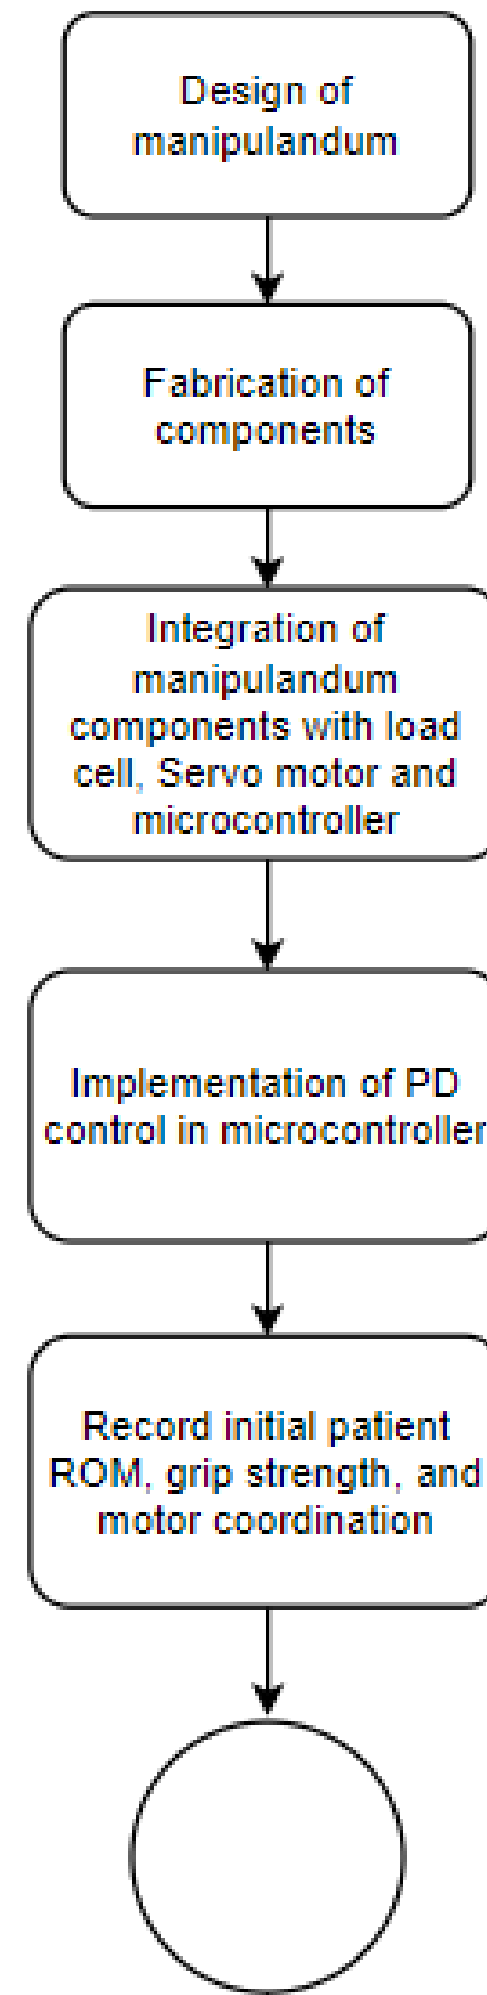 Design of
manipulandum
Fabrication of
components
Integration of
manipulandum
components with load
cell, Servo motor and
microcontroller
Implementation of PD
control in microcontroller
Record initial patient
ROM, grip strength, and
motor coordination